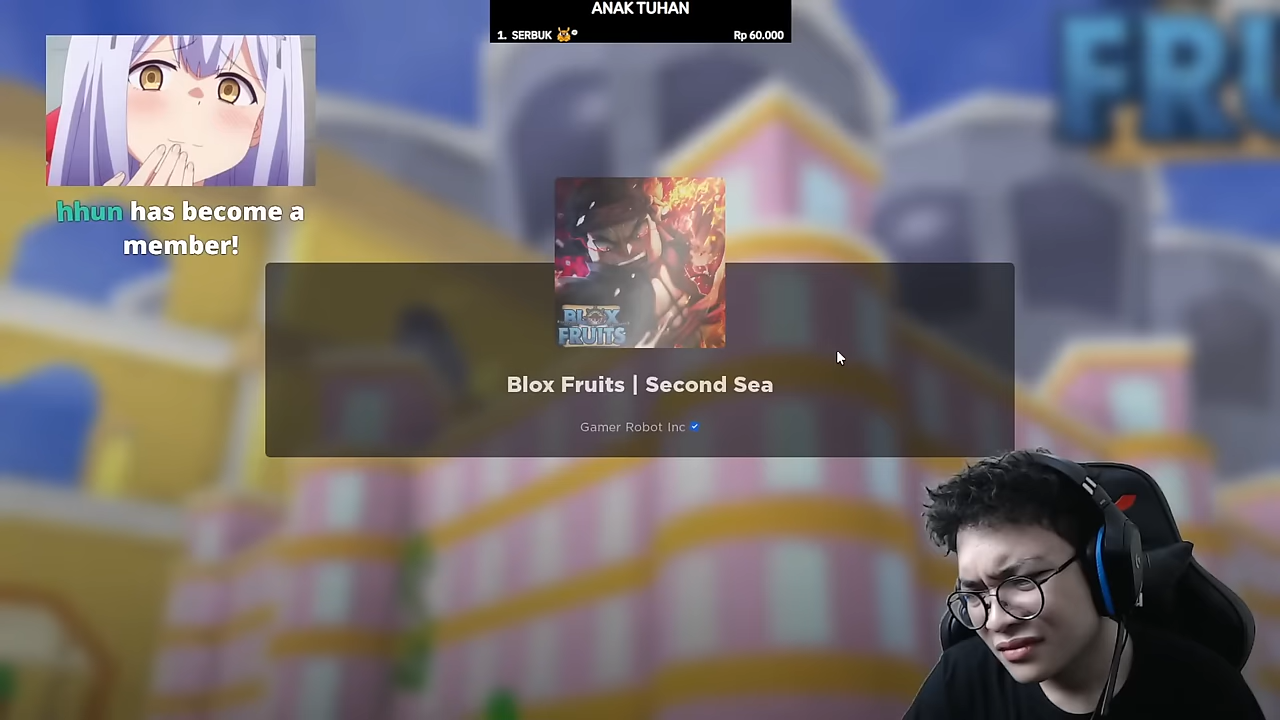 ANAK TUHAN
1. SERBUK
Rp 60.000
FRU
hhun has become a
member!
BLOX
FRUITS
Blox Fruits | Second Sea
Gamer Robot Inc